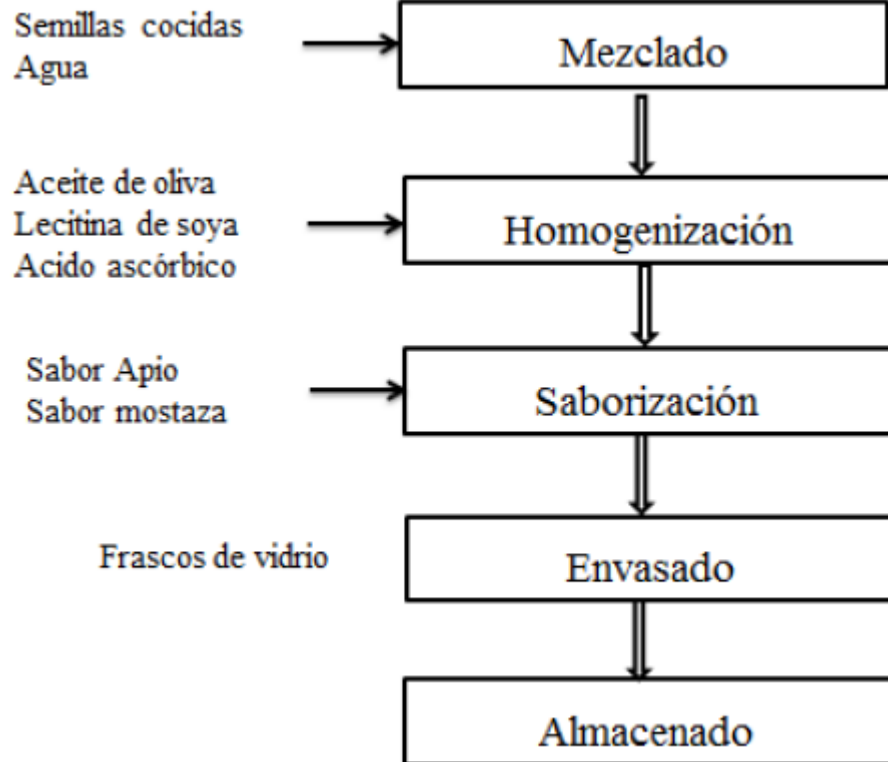 Semillas cocidas
Agua
Mezclado
Aceite de oliva
Lecitina de soya
Acido ascórbico
Homogenización
Sabor Apio
Sabor mostaza
Saborización
Frascos de vidrio
Envasado
Almacenado